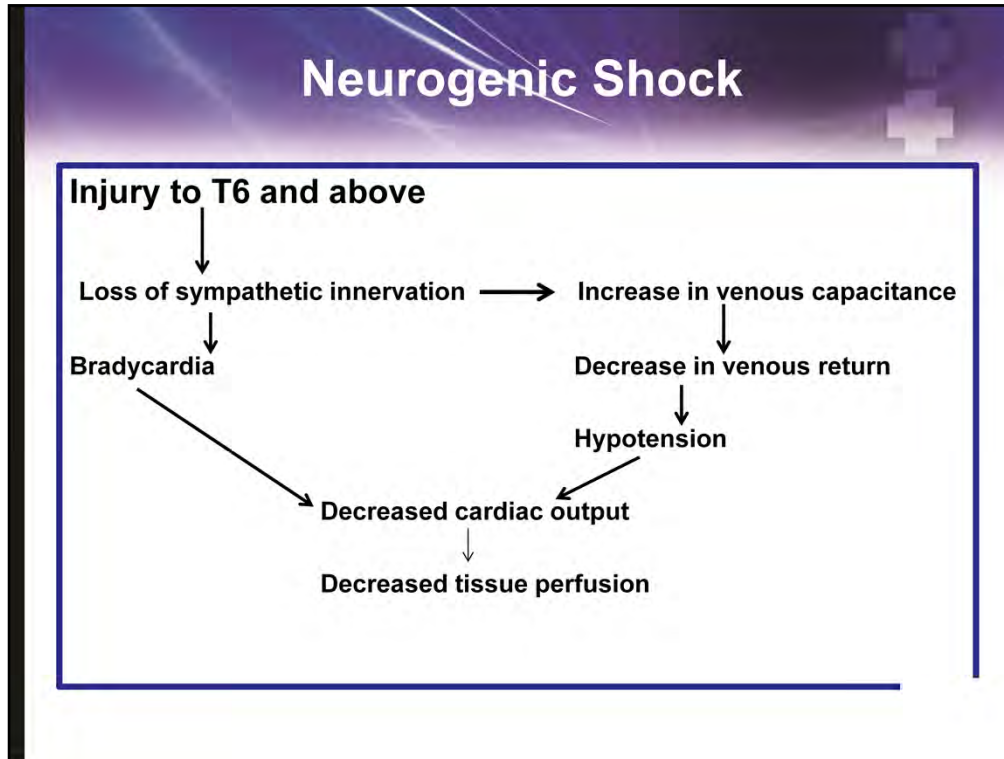 Neurogenic Shock
Injury to T6 and above
Loss of sympathetic innervation
Increase in venous capacitance
Bradycardia
Decrease in venous return
Hypotension
Decreased cardiac output
Decreased tissue perfusion